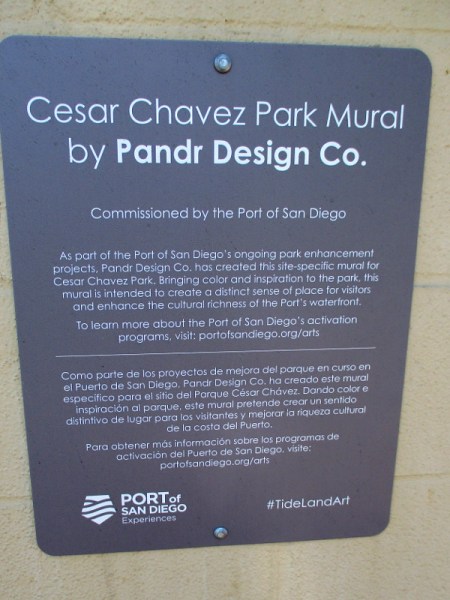 Cesar Chavez Park Mural
by Pandr Design Co.
Commissioned by the Port of San Diego
As part of the Port of San Diego's ongoing park enhancement
projects, Pandr Design Co. has created this site-specific mural for
Cesar Chavez Park. Bringing color and inspiration to the park, this
mural is intended to create a distinct sense of place for visitors
and enhance the cultural richness of the Port's waterfront.
To learn more about the Port of San Diego's activation
programs, visit: portofsandiego.org/arts
Como parte de los proyectos de mejora del parque en curso en
el Puerto de San Diego, Pandr Design Co. ha creado este mural
específico para el sitio del Parque César Chávez. Dando color e
inspiración al parque, este mural pretende crear un sentido
distintivo de lugar para los visitantes y mejorar la riqueza cultural
de la costa del Puerto.
Para obtener más información sobre los programas de
activación del Puerto de San Diego, visite:
portofsandiego.org/arts
PORT of
SAN DIEGO
Experiences
#TideLandArt